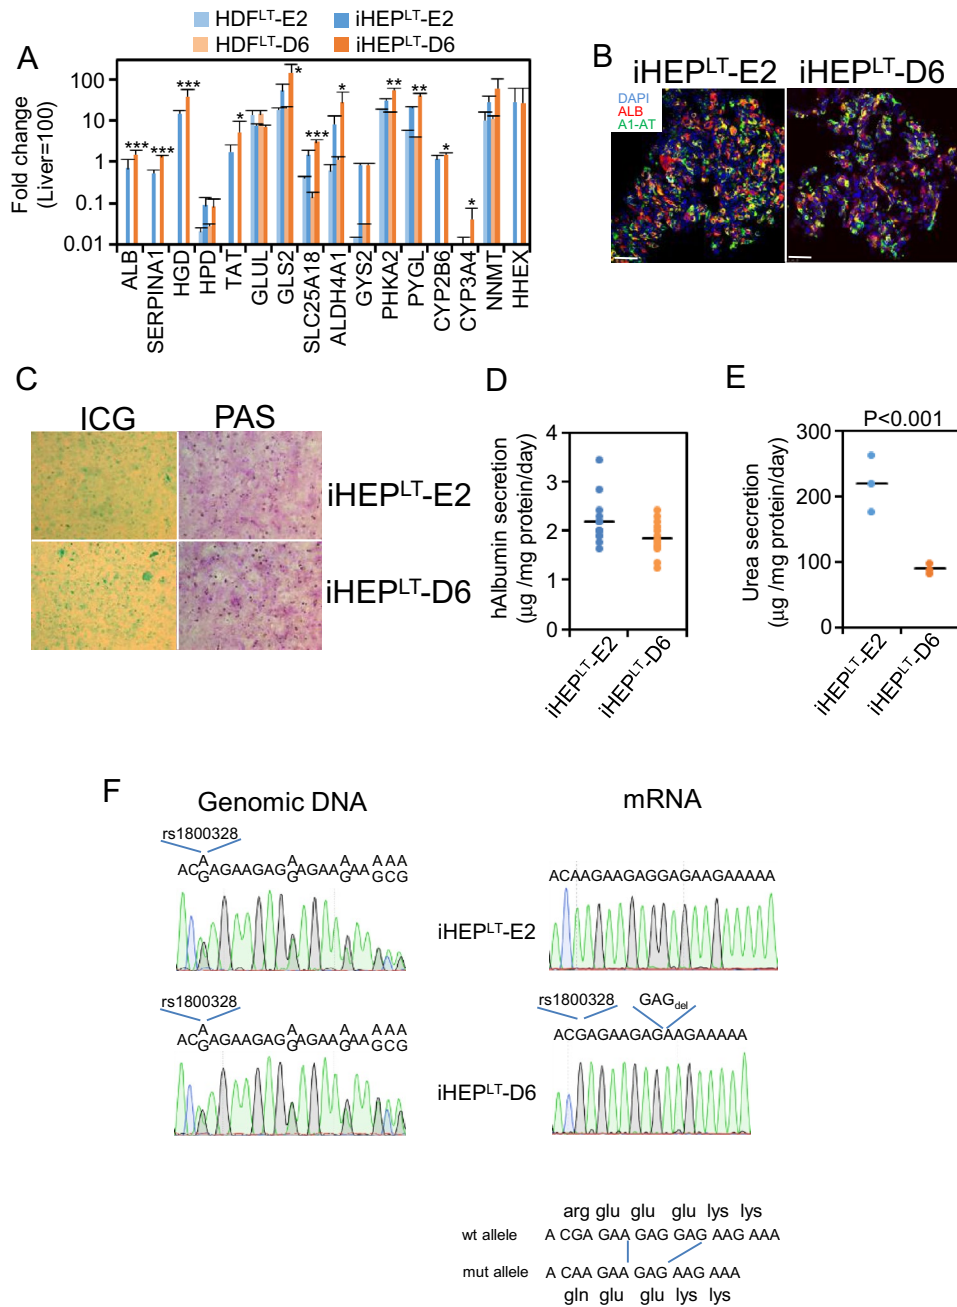 HDFLT-E2 iHEPLT-E2
HDFLT-D6 iHEPLT-D6
A
Fold change
(Liver=100)
100
10
1
0.1
0.01
*** *** *** * * *** * ** ** * *
ALB SERPINA1 HGD HPD TAT GLUL GLS2 SLC25A18 ALDH4A1 GYS2 PHKA2 PYGL CYP2B6 CYP3A4 NNMT HHEX
B
iHEPLT-E2 iHEPLT-D6
DAPI
ALB
A1-AT
C
ICG PAS
iHEPLT-E2
iHEPLT-D6
D
hAlbumin secretion
(µg /mg protein/day)
4
3
2
1
0
iHEPLT-E2 iHEPLT-D6
E
P<0.001
Urea secretion
(µg /mg protein/day)
300
200
100
0
iHEPLT-E2 iHEPLT-D6
F
Genomic DNA mRNA
rs1800328
A A A AAA
ACGAGAAGAGGAGAAGAAGCG
ACAAGAAGAGGAGAAGAAAAA
iHEPLT-E2
rs1800328
A A A AAA
ACGAGAAGAGGAGAAGAAGCG
rs1800328 GAGdel
ACGAGAAGAGAAGAAAAA
iHEPLT-D6
arg glu glu glu lys lys
wt allele A CGA GAA GAG GAG AAG AAA
mut allele A CAA GAA GAG AAG AAA
gln glu glu lys lys